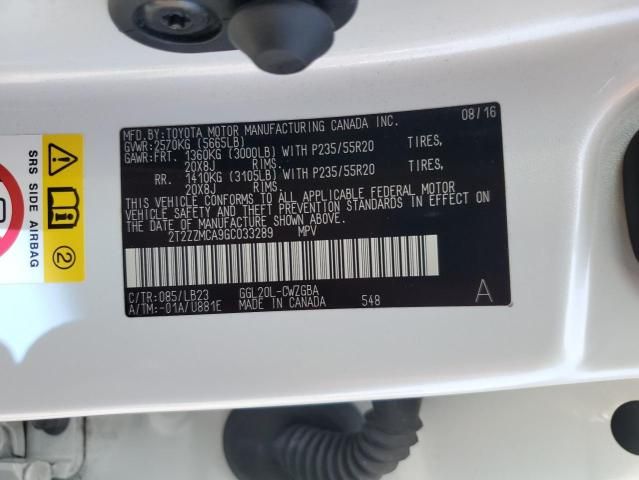 MFD.BY:TOYOTA MOTOR MANUFACTURING CANADA INC. 08/16
GVWR:2570KG (5665LB)
GAWR:FRT. 1360KG (3000LB) WITH P235/55R20 TIRES,
20X8J RIMS.
RR. 1410KG (3105LB) WITH P235/55R20 TIRES,
20X8J RIMS.
THIS VEHICLE CONFORMS TO ALL APPLICABLE FEDERAL MOTOR
VEHICLE SAFETY AND THEFT PREVENTION STANDARDS IN EFFECT ON
THE DATE OF MANUFACTURE SHOWN ABOVE.
2T2ZZMCA9GC033289 MPV
C/TR:085/LB23 GGL20L-CWZGBA
A/TM:-01A/U881E MADE IN CANADA 548 A
SRS SIDE AIRBAG
2